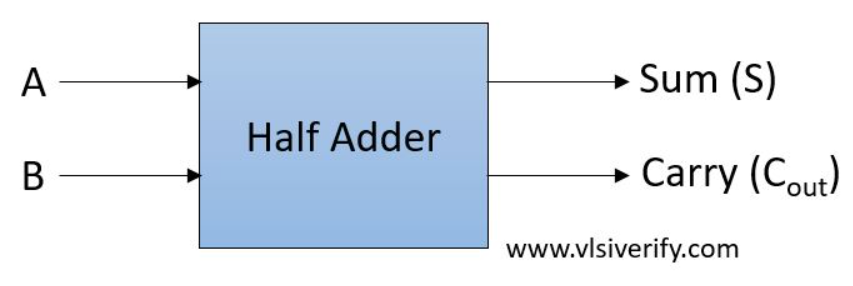 A
Sum (S)
Half Adder
B
Carry (Cout)
www.vlsiverify.com